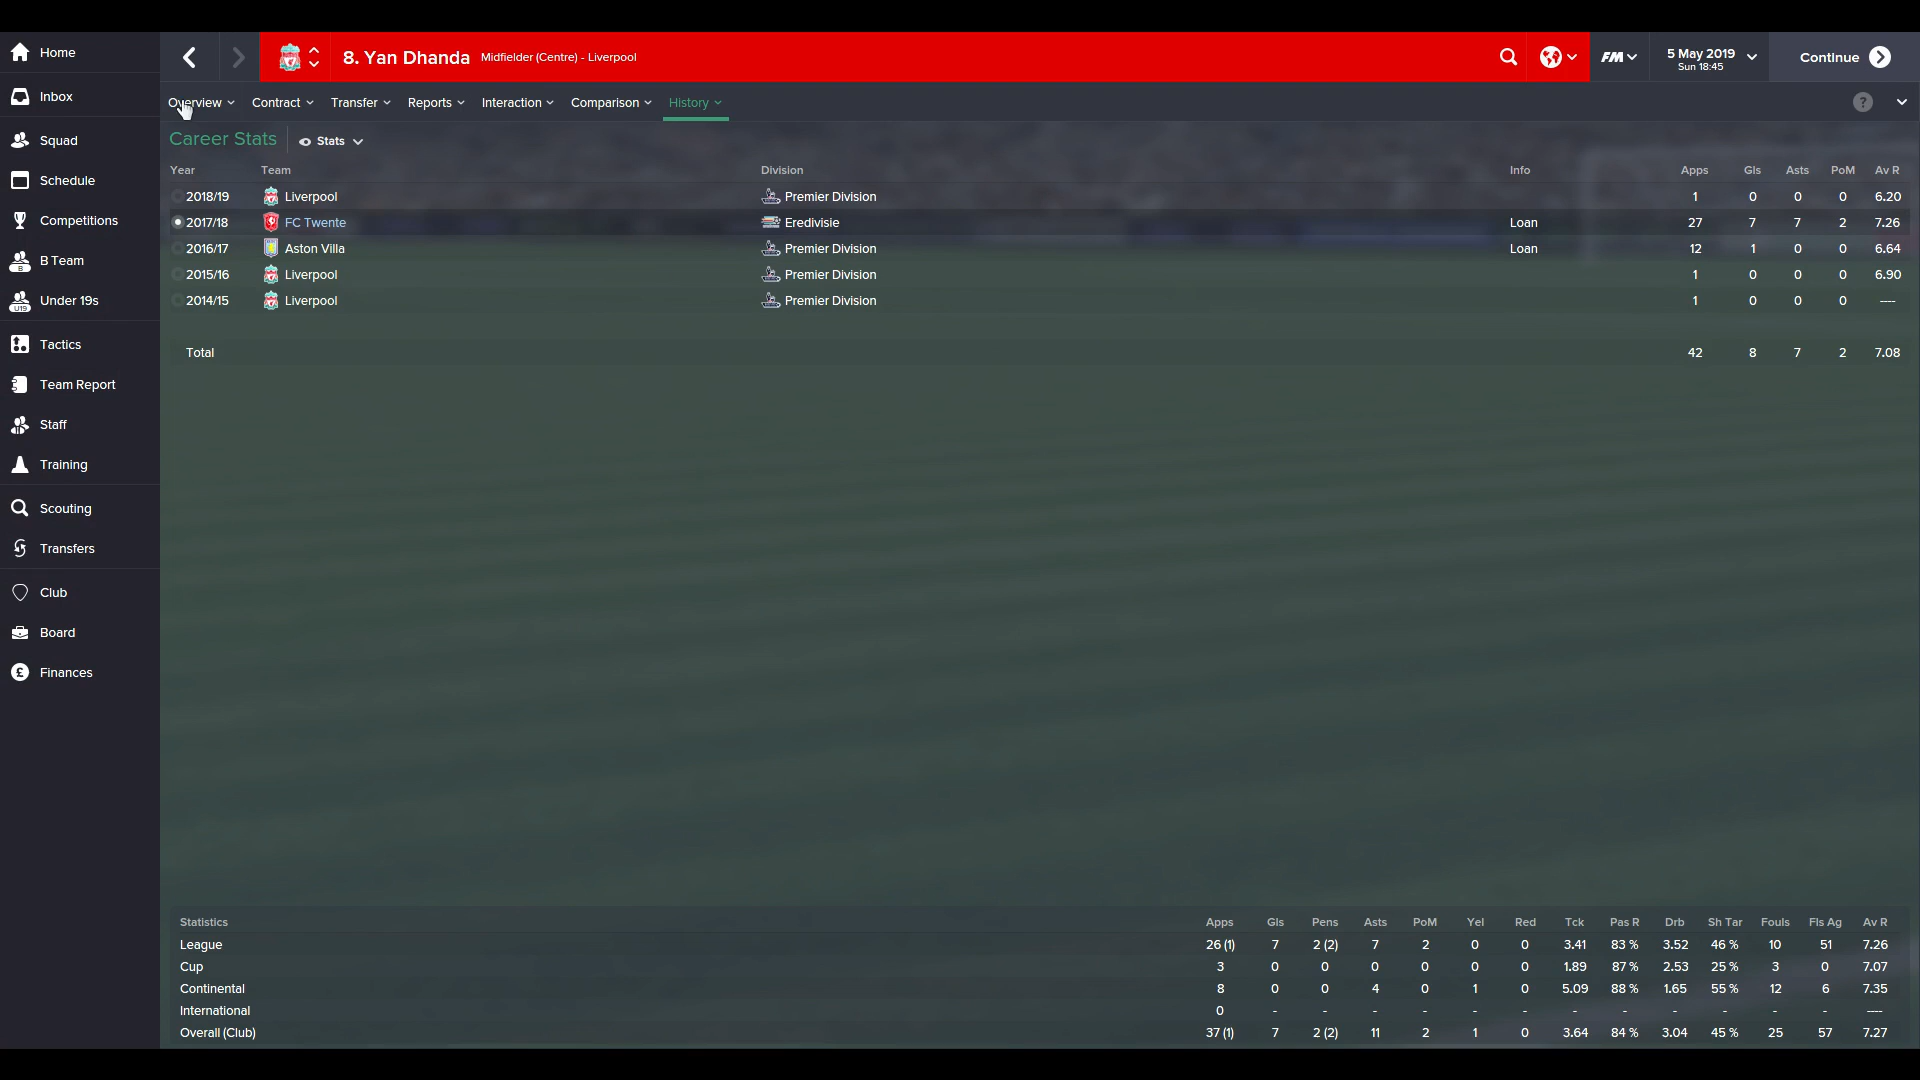 Home
Inbox
Squad
Schedule
Competitions
B Team
Under 19s
Tactics
Team Report
Staff
Training
Scouting
Transfers
Club
Board
Finances
8. Yan Dhanda Midfielder (Centre) - Liverpool
FM
5 May 2019
Sun 18:45
Continue
Overview Contract Transfer Reports Interaction Comparison History ?
Career Stats Stats
Year Team Division Info Apps Gls Asts PoM Av R
2018/19 Liverpool Premier Division 1 0 0 0 6.20
2017/18 FC Twente Eredivisie Loan 27 7 7 2 7.26
2016/17 Aston Villa Premier Division Loan 12 1 0 0 6.64
2015/16 Liverpool Premier Division 1 0 0 0 6.90
2014/15 Liverpool Premier Division 1 0 0 0 ----
Total 42 8 7 2 7.08
Statistics Apps Gls Pens Asts PoM Yel Red Tck Pas R Drb Sh Tar Fouls Fls Ag Av R
League 26 (1) 7 2 (2) 7 2 0 0 3.41 83 % 3.52 46 % 10 51 7.26
Cup 3 0 0 0 0 0 0 1.89 87 % 2.53 25 % 3 0 7.07
Continental 8 0 0 4 0 1 0 5.09 88 % 1.65 55 % 12 6 7.35
International 0 - - - - - - - - - - - - ----
Overall (Club) 37 (1) 7 2 (2) 11 2 1 0 3.64 84 % 3.04 45 % 25 57 7.27